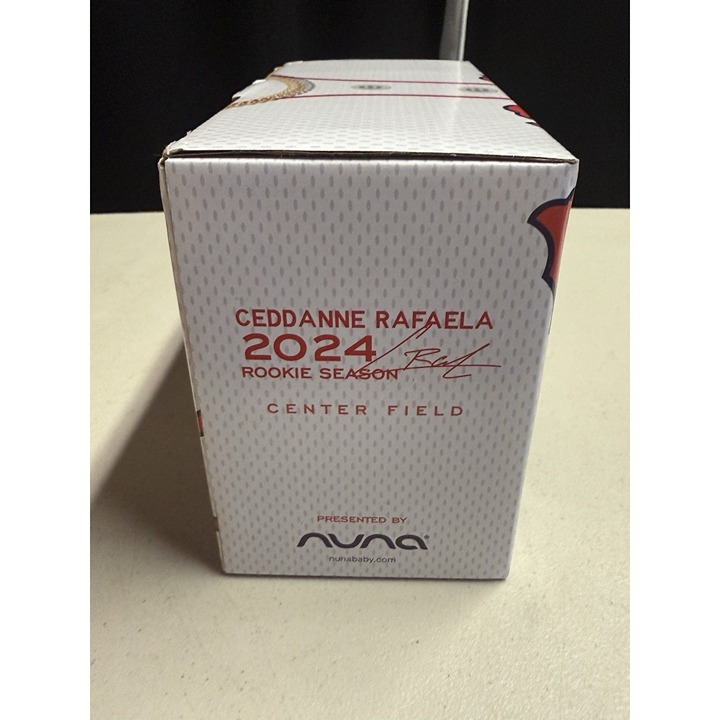 CEDDANNE RAFAELA
2024
ROOKIE SEASON
CENTER FIELD
PRESENTED BY
nuna®
nunababy.com